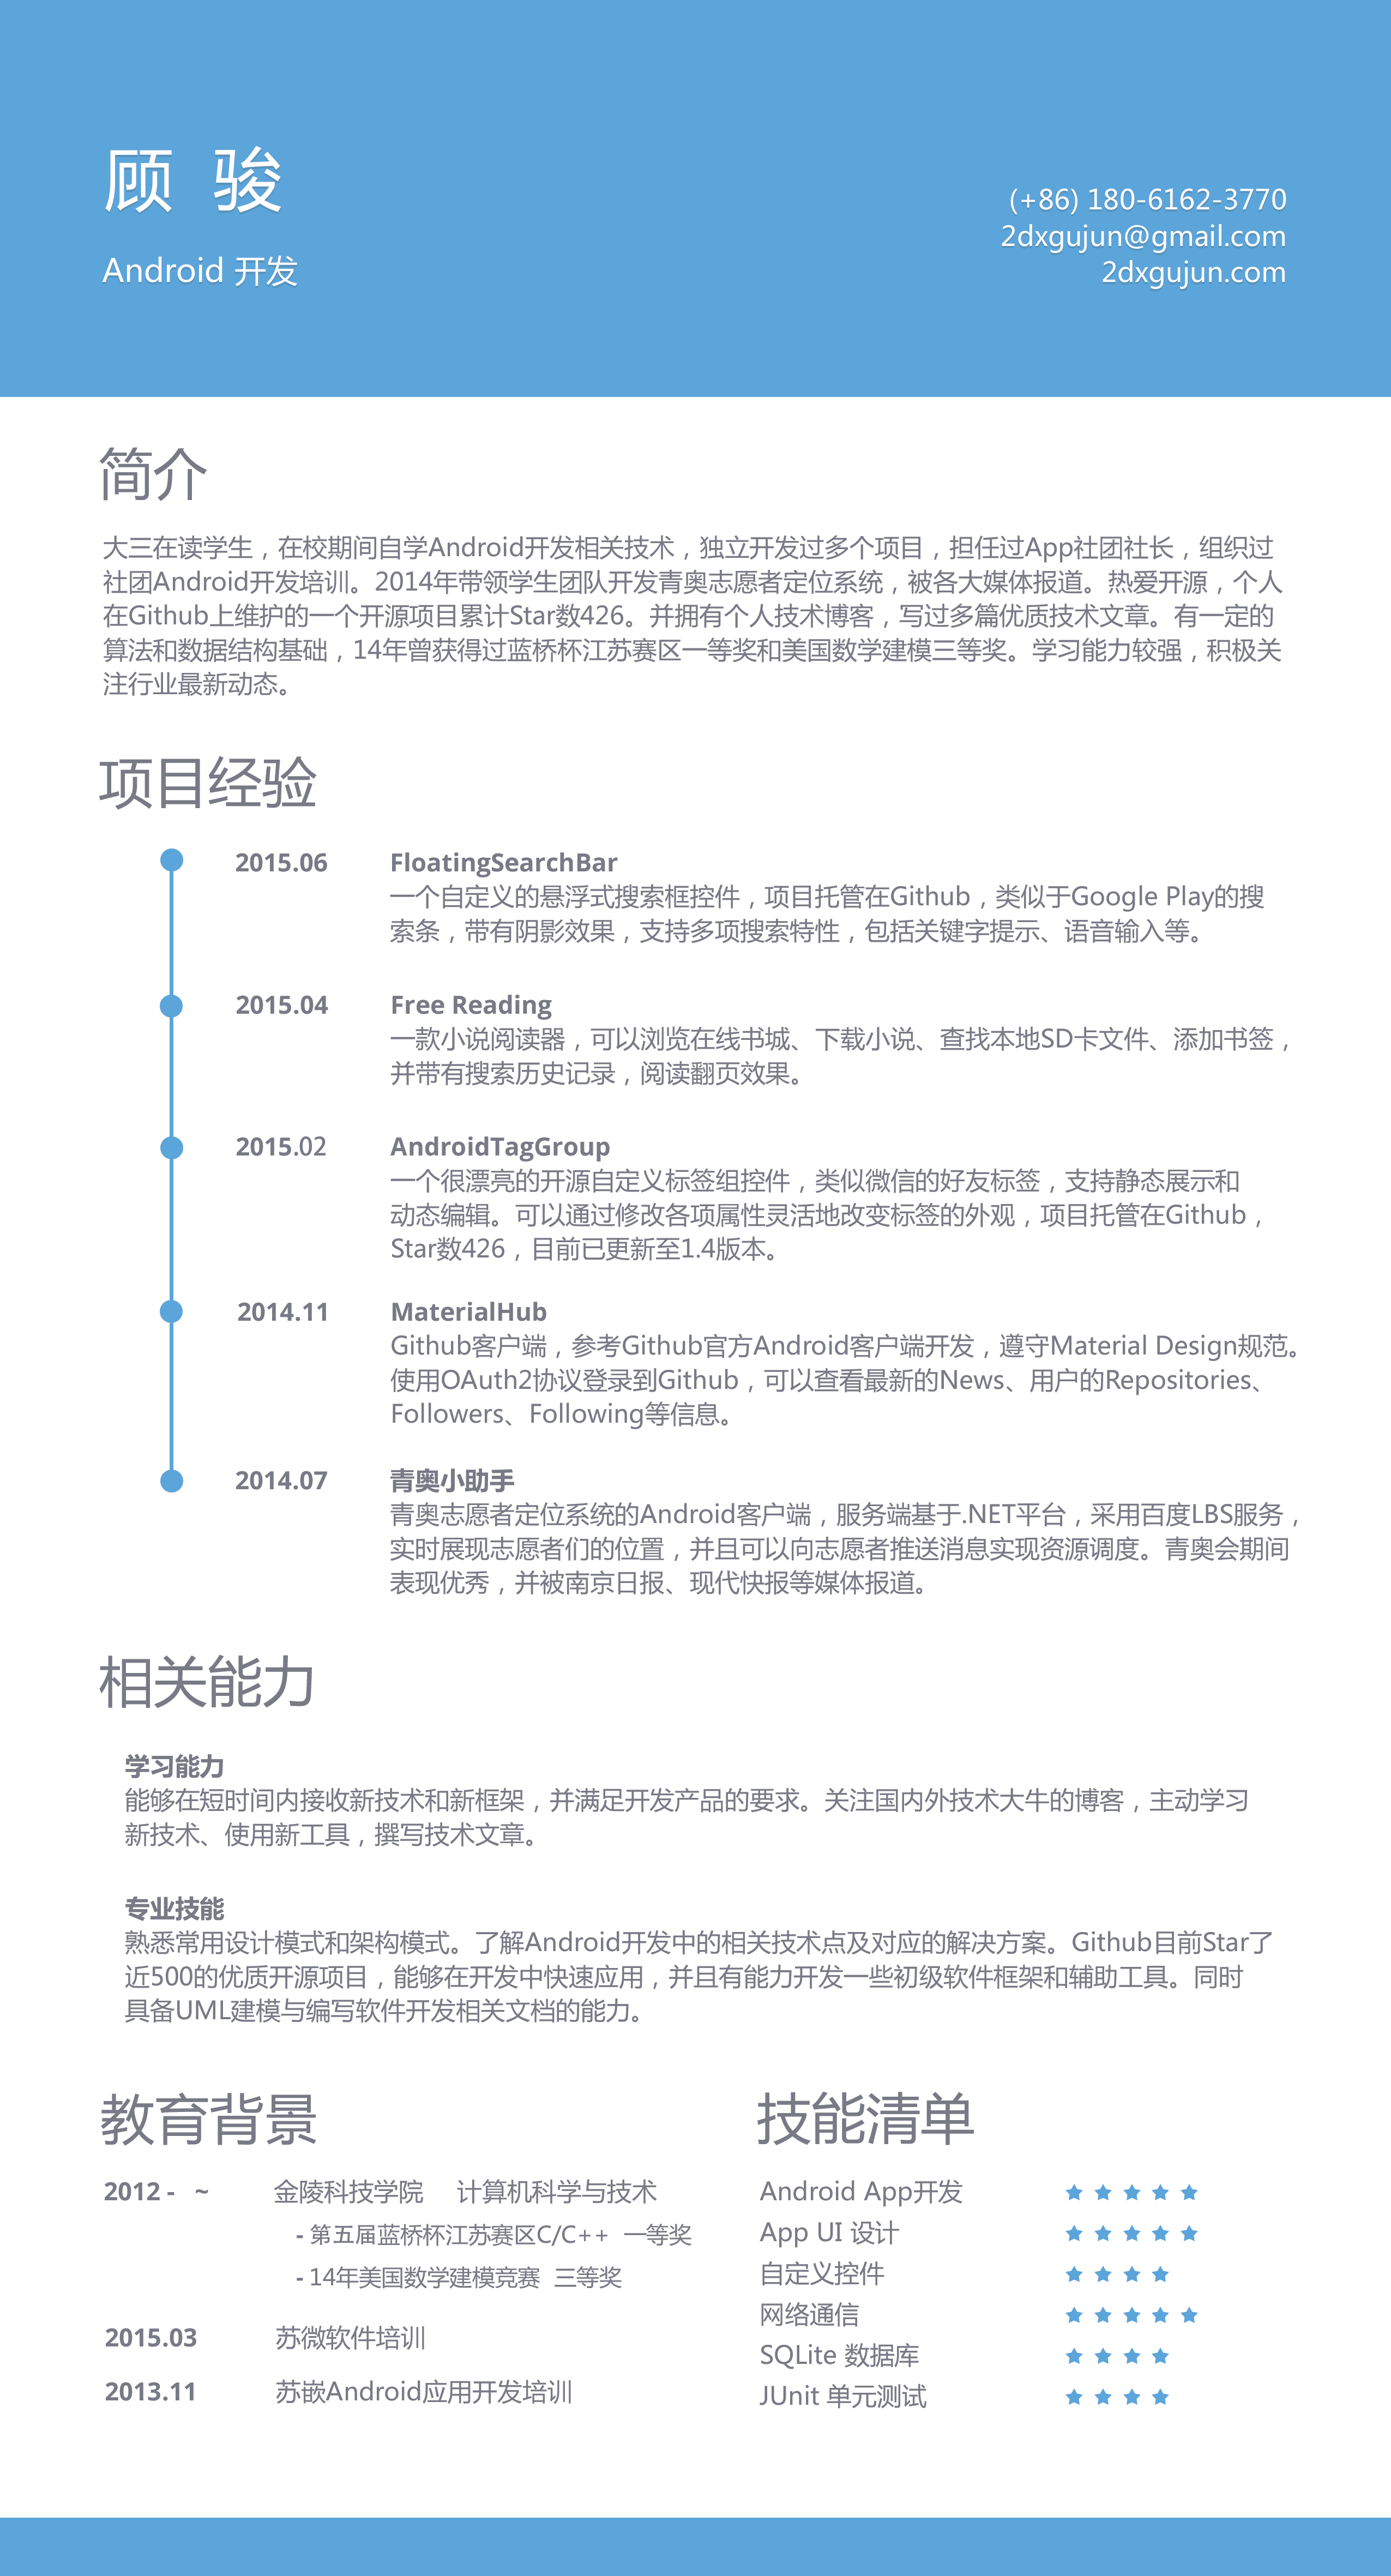 顾 骏
Android 开发
(+86) 180-6162-3770
2dxgujun@gmail.com
2dxgujun.com
简介
大三在读学生，在校期间自学Android开发相关技术，独立开发过多个项目，担任过App社团社长，组织过
社团Android开发培训。2014年带领学生团队开发青奥志愿者定位系统，被各大媒体报道。热爱开源，个人
在Github上维护的一个开源项目累计Star数426。并拥有个人技术博客，写过多篇优质技术文章。有一定的
算法和数据结构基础，14年曾获得过蓝桥杯江苏赛区一等奖和美国数学建模三等奖。学习能力较强，积极关
注行业最新动态。
项目经验
2015.06 FloatingSearchBar
一个自定义的悬浮式搜索框控件，项目托管在Github，类似于Google Play的搜
索条，带有阴影效果，支持多项搜索特性，包括关键字提示、语音输入等。
2015.04 Free Reading
一款小说阅读器，可以浏览在线书城、下载小说、查找本地SD卡文件、添加书签，
并带有搜索历史记录，阅读翻页效果。
2015.02 AndroidTagGroup
一个很漂亮的开源自定义标签组控件，类似微信的好友标签，支持静态展示和
动态编辑。可以通过修改各项属性灵活地改变标签的外观，项目托管在Github，
Star数426，目前已更新至1.4版本。
2014.11 MaterialHub
Github客户端，参考Github官方Android客户端开发，遵守Material Design规范。
使用OAuth2协议登录到Github，可以查看最新的News、用户的Repositories、
Followers、Following等信息。
2014.07 青奥小助手
青奥志愿者定位系统的Android客户端，服务端基于.NET平台，采用百度LBS服务，
实时展现志愿者们的位置，并且可以向志愿者推送消息实现资源调度。青奥会期间
表现优秀，并被南京日报、现代快报等媒体报道。
相关能力
学习能力
能够在短时间内接收新技术和新框架，并满足开发产品的要求。关注国内外技术大牛的博客，主动学习
新技术、使用新工具，撰写技术文章。
专业技能
熟悉常用设计模式和架构模式。了解Android开发中的相关技术点及对应的解决方案。Github目前Star了
近500的优质开源项目，能够在开发中快速应用，并且有能力开发一些初级软件框架和辅助工具。同时
具备UML建模与编写软件开发相关文档的能力。
教育背景
2012 - ~ 金陵科技学院 计算机科学与技术
- 第五届蓝桥杯江苏赛区C/C++ 一等奖
- 14年美国数学建模竞赛 三等奖
2015.03 苏微软件培训
2013.11 苏嵌Android应用开发培训
技能清单
Android App开发 ★ ★ ★ ★ ★
App UI 设计 ★ ★ ★ ★ ★
自定义控件 ★ ★ ★ ★
网络通信 ★ ★ ★ ★ ★
SQLite 数据库 ★ ★ ★ ★
JUnit 单元测试 ★ ★ ★ ★